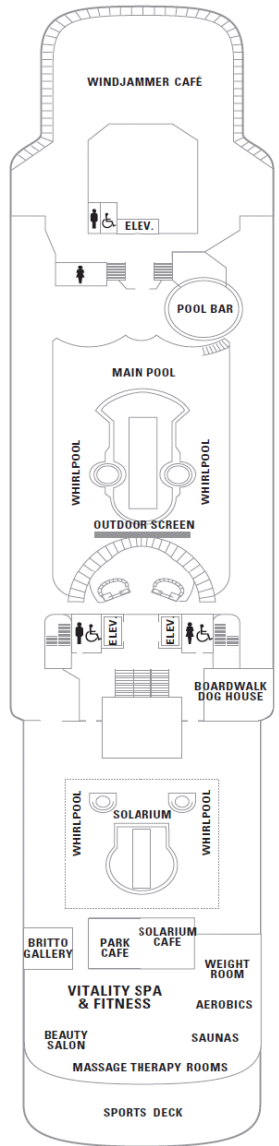 WINDJAMMER CAFÉ
ELEV.
POOL BAR
MAIN POOL
WHIRLPOOL
WHIRLPOOL
OUTDOOR SCREEN
ELEV.
ELEV.
BOARDWALK
DOG HOUSE
WHIRLPOOL
SOLARIUM
WHIRLPOOL
BRITTO
GALLERY
PARK
CAFE
SOLARIUM
CAFE
WEIGHT
ROOM
VITALITY SPA
& FITNESS
AEROBICS
BEAUTY
SALON
SAUNAS
MASSAGE THERAPY ROOMS
SPORTS DECK